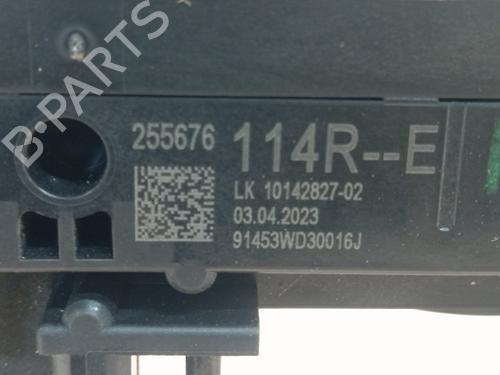 B-PARTS
255676 114R--E
LK 10142827-02
03.04.2023
91453WD30016J